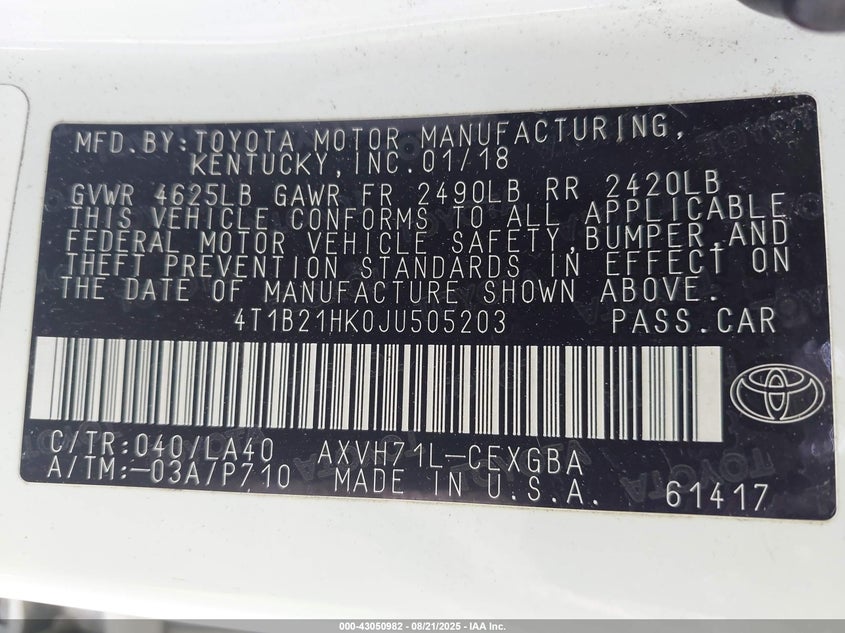 MFD.BY:TOYOTA MOTOR MANUFACTURING,
KENTUCKY,INC.01/18
GVWR 4625LB GAWR FR 2490LB RR 2420LB
THIS VEHICLE CONFORMS TO ALL APPLICABLE
FEDERAL MOTOR VEHICLE SAFETY,BUMPER,AND
THEFT PREVENTION STANDARDS IN EFFECT ON
THE DATE OF MANUFACTURE SHOWN ABOVE.
4T1B21HK0JU505203 PASS.CAR
C/TR:040/LA40 AXVH71L-CEXGBA
A/TM:-03A/P710 MADE IN U.S.A. 61417
000-43050982 - 08/21/2025 - IAA Inc.